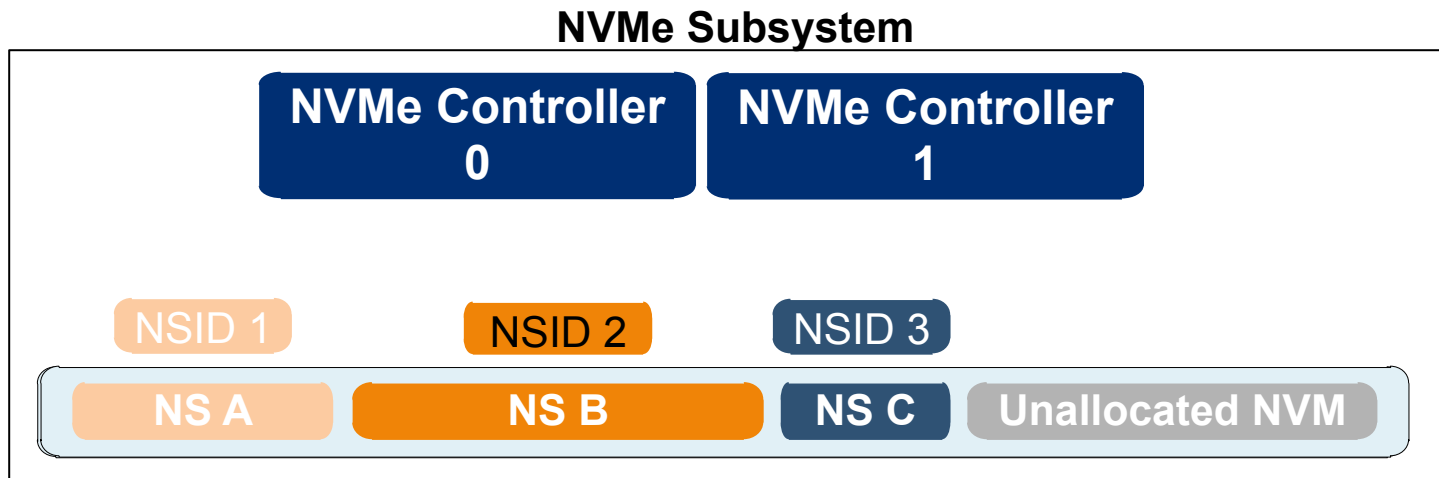 NVMe Subsystem
NVMe Controller
0
NVMe Controller
1
NSID 1
NSID 2
NSID 3
NS A
NS B
NS C
Unallocated NVM